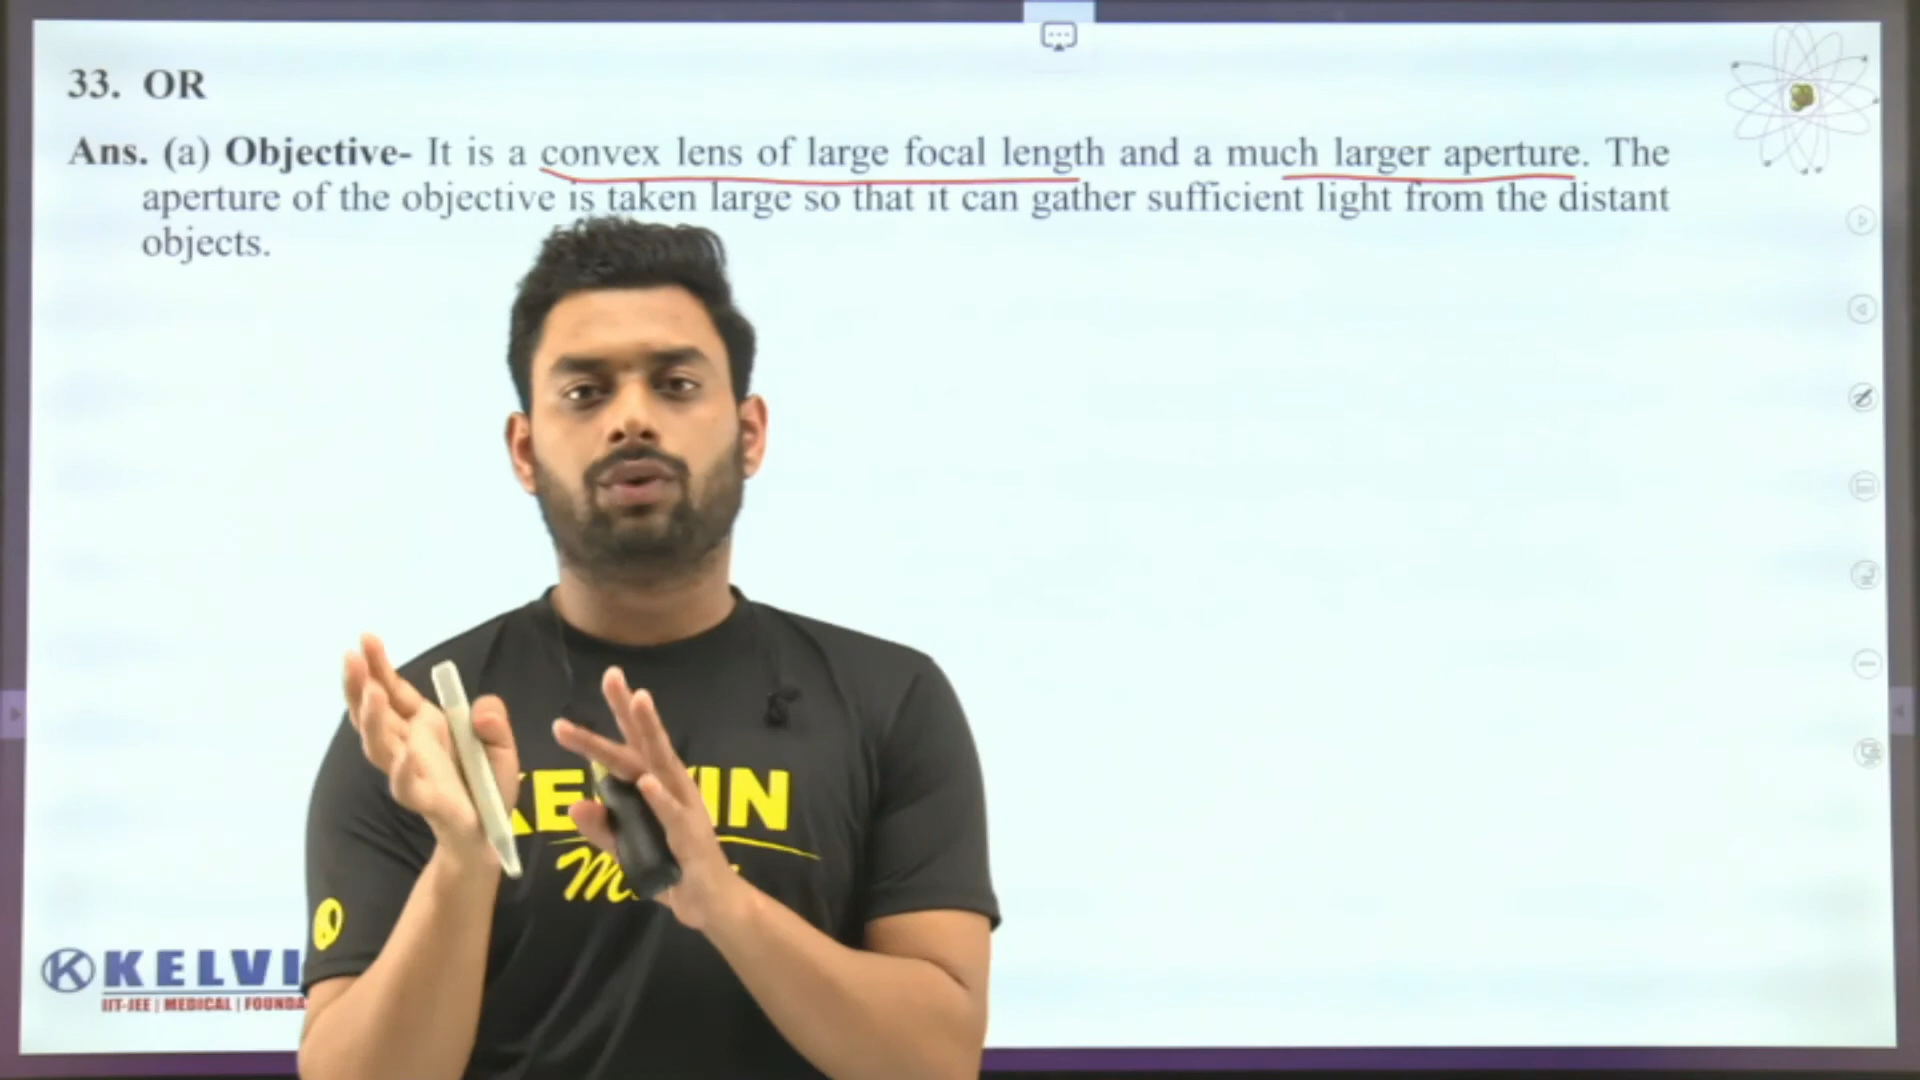 33. OR
Ans. (a) Objective- It is a convex lens of large focal length and a much larger aperture. The
aperture of the objective is taken large so that it can gather sufficient light from the distant
objects.
KELVIN
KELVI
IIT-JEE | MEDICAL | FOUNDA